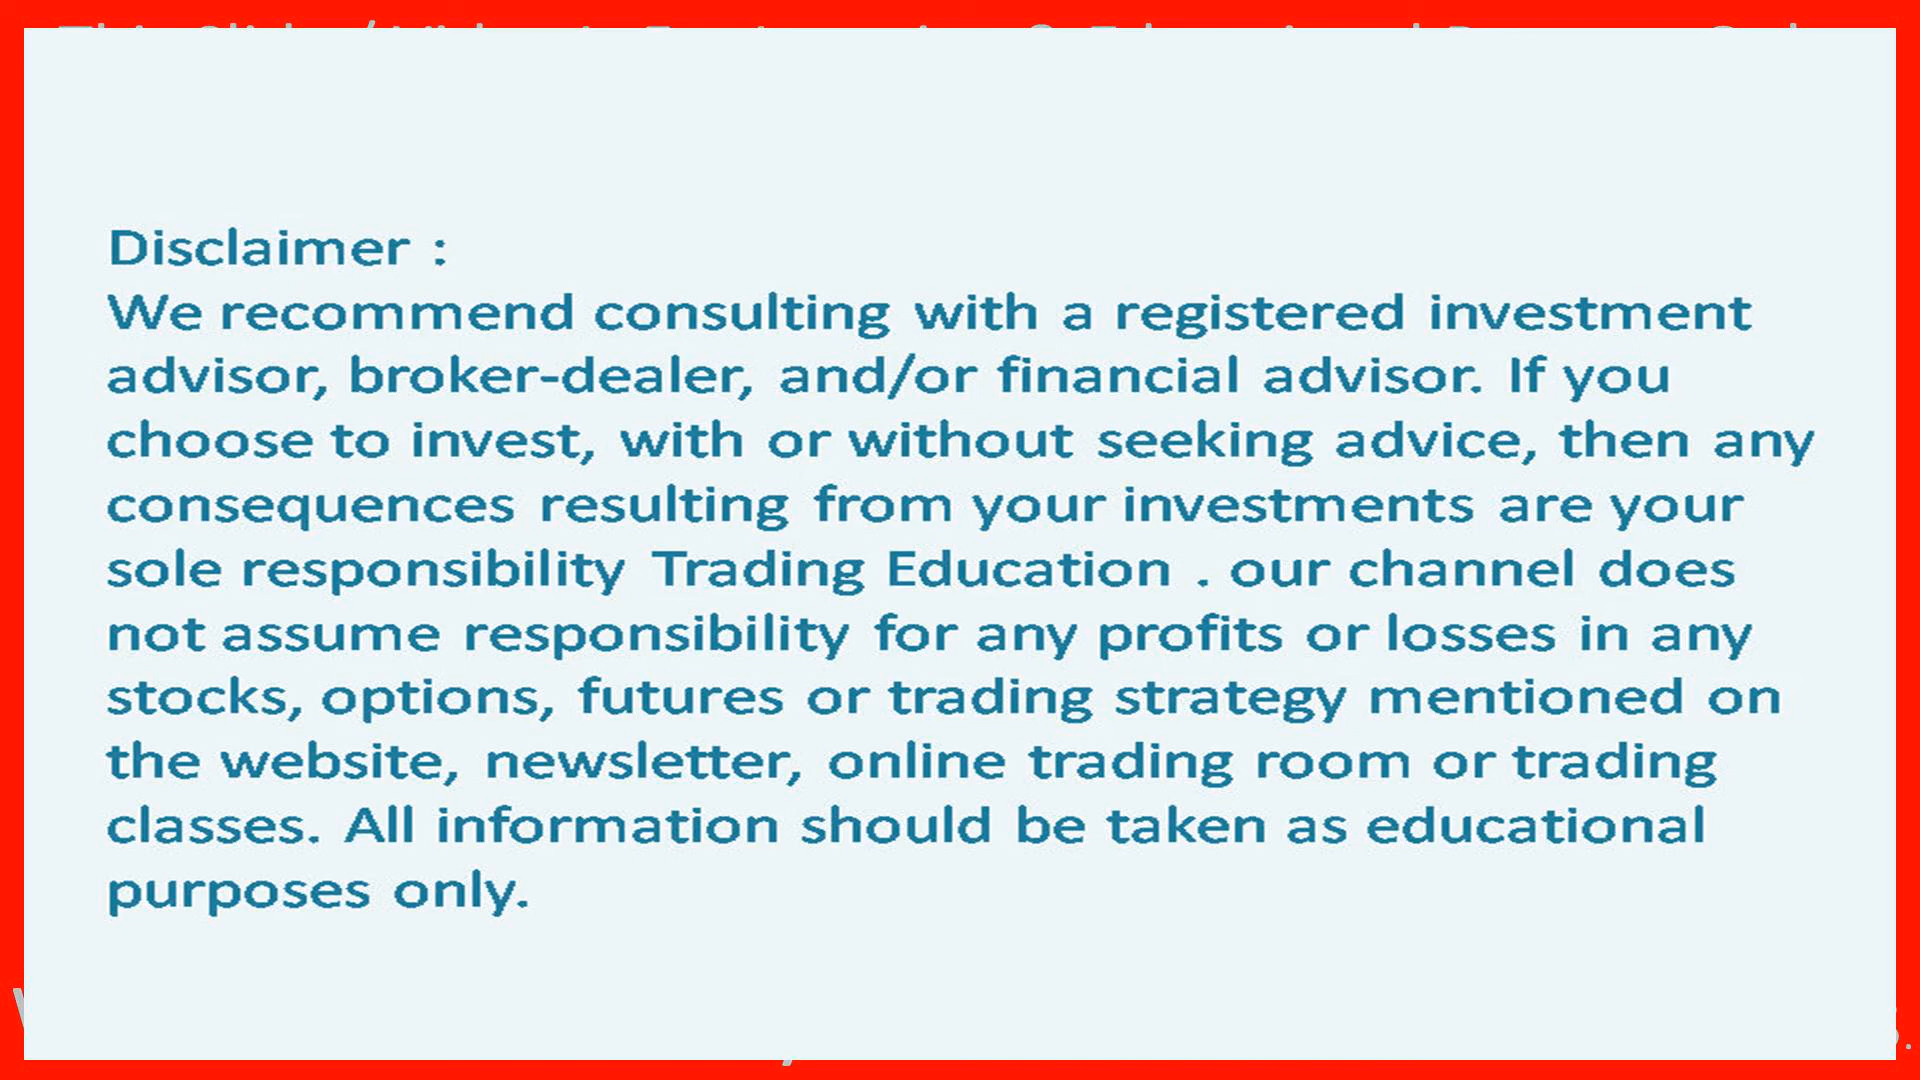 Disclaimer :
We recommend consulting with a registered investment
advisor, broker-dealer, and/or financial advisor. If you
choose to invest, with or without seeking advice, then any
consequences resulting from your investments are your
sole responsibility Trading Education . our channel does
not assume responsibility for any profits or losses in any
stocks, options, futures or trading strategy mentioned on
the website, newsletter, online trading room or trading
classes. All information should be taken as educational
purposes only.